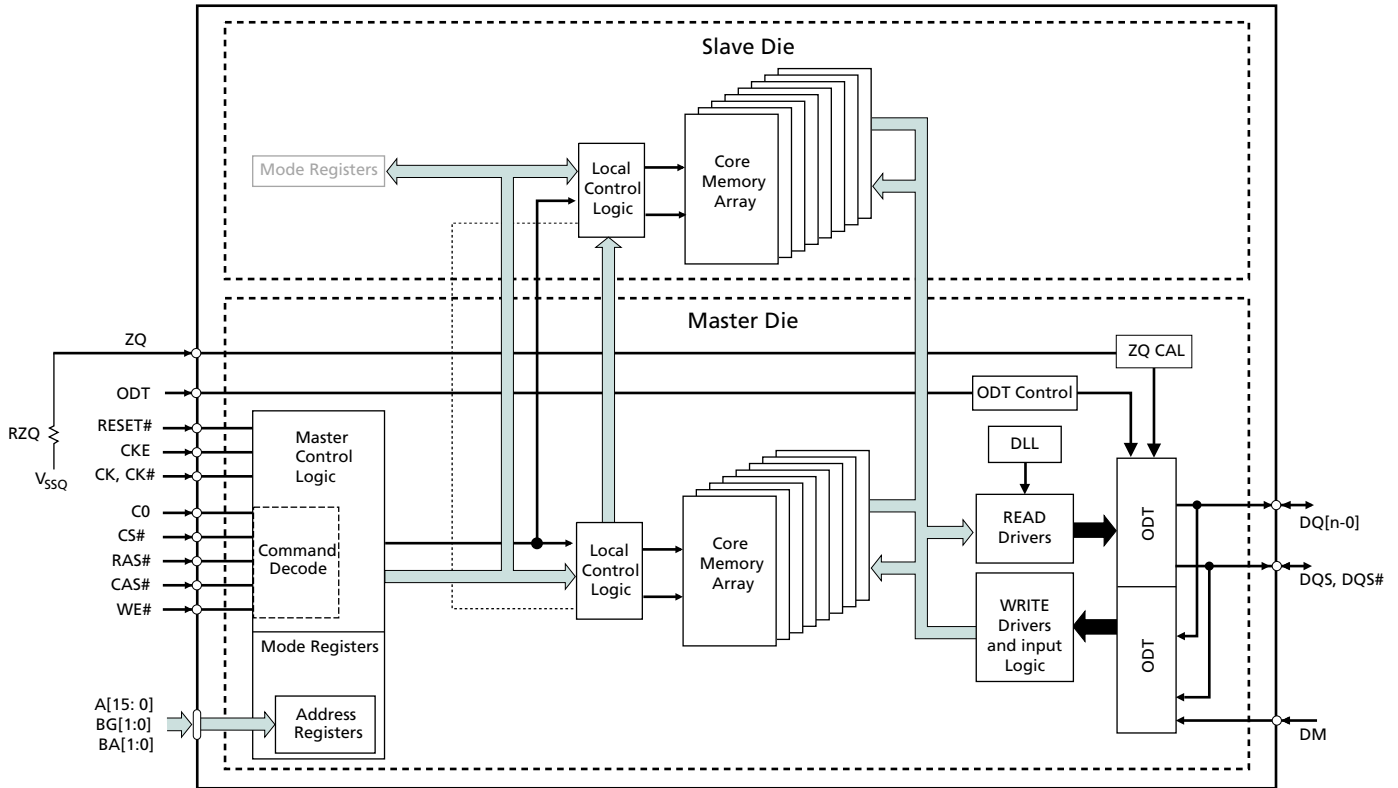 Slave Die
Mode Registers
Local
Control
Logic
Core
Memory
Array
Master Die
ZQ
ZQ CAL
ODT
ODT Control
RZQ
VSSQ
RESET#
CKE
CK, CK#
C0
CS#
RAS#
CAS#
WE#
Master
Control
Logic
Command
Decode
Mode Registers
A[15: 0]
BG[1:0]
BA[1:0]
Address
Registers
Local
Control
Logic
Core
Memory
Array
DLL
READ
Drivers
WRITE
Drivers
and input
Logic
ODT
ODT
DQ[n-0]
DQS, DQS#
DM